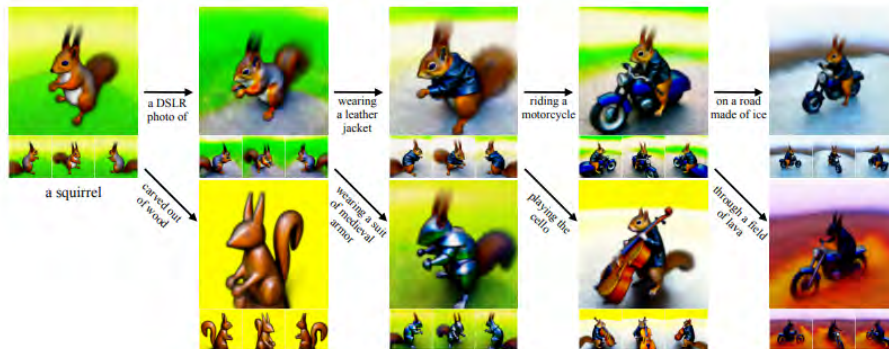 a DSLR
photo of
wearing
a leather
jacket
riding a
motorcycle
on a road
made of ice
a squirrel
carved out
of wood
wearing a suit
of medieval
armor
playing the
cello
through a field
of lava